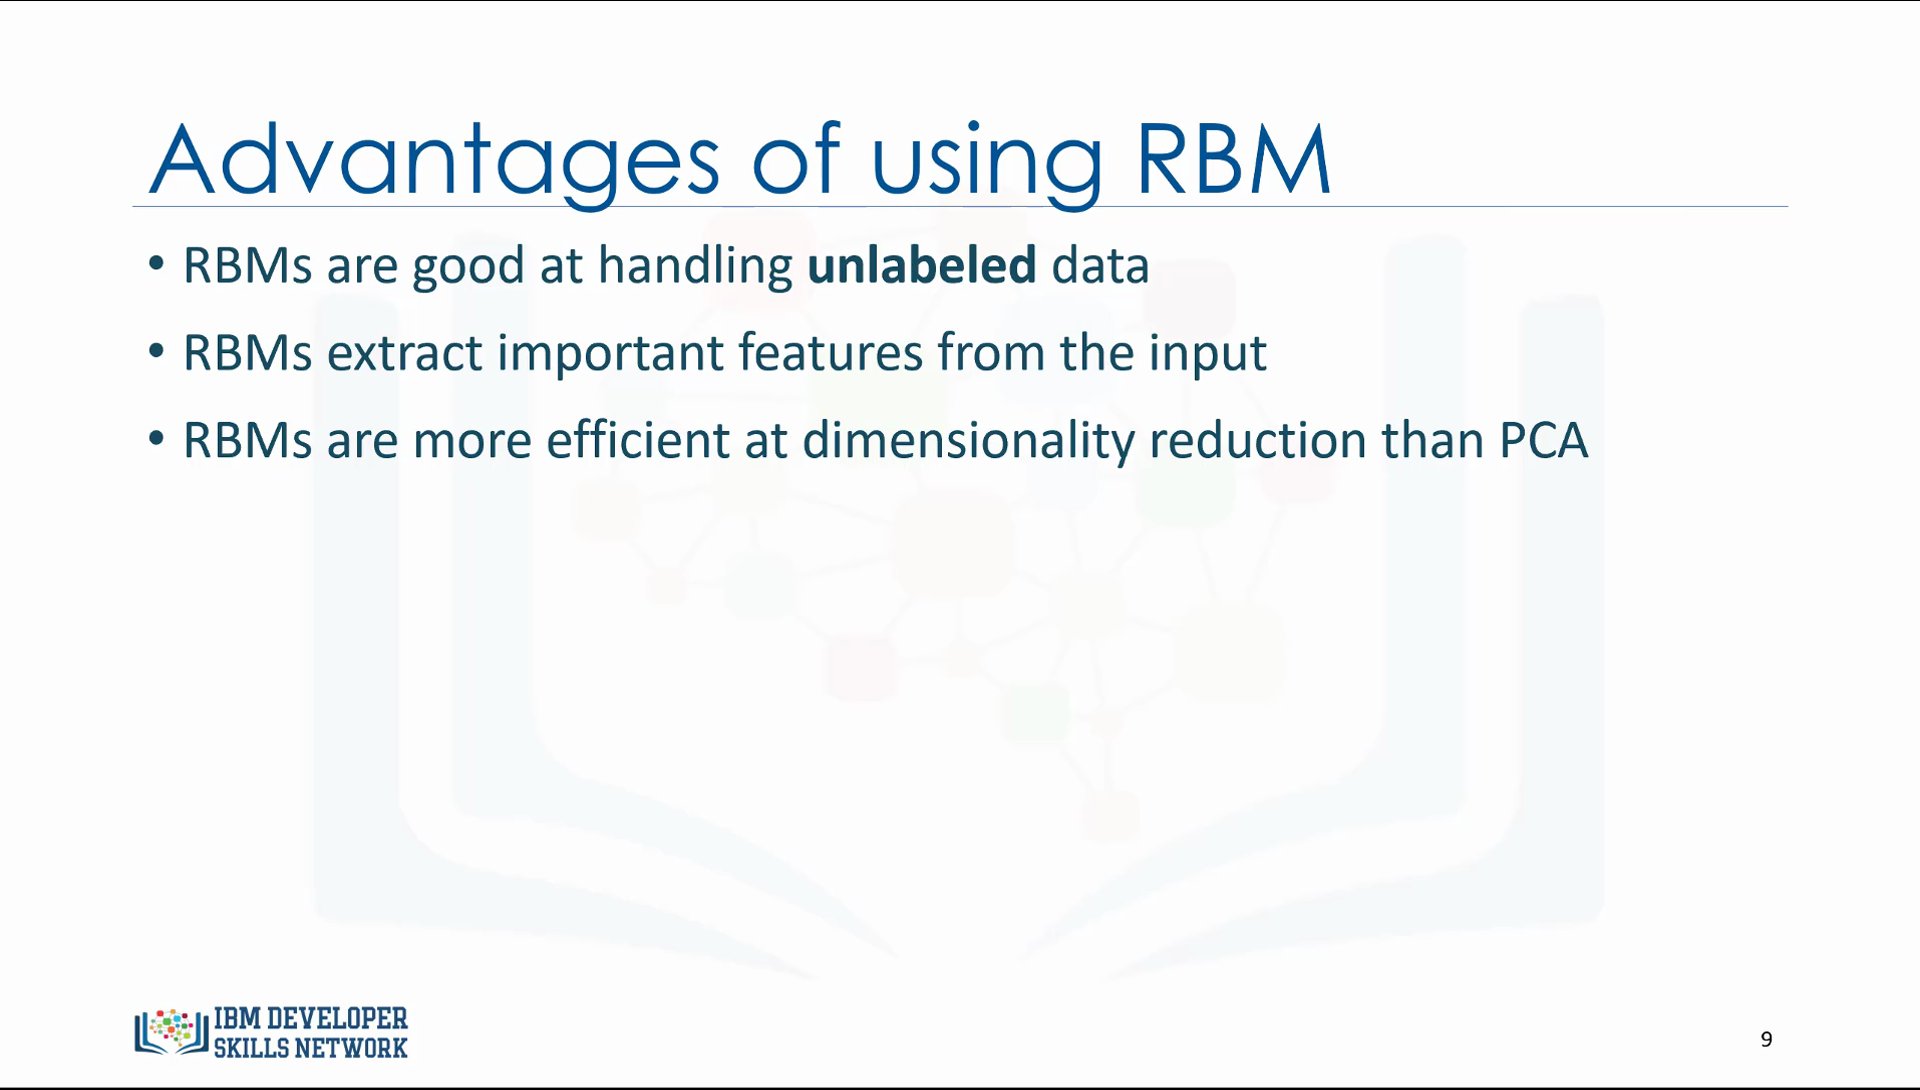 Advantages of using RBM
• RBMs are good at handling unlabeled data
• RBMs extract important features from the input
• RBMs are more efficient at dimensionality reduction than PCA
IBM DEVELOPER
SKILLS NETWORK
9